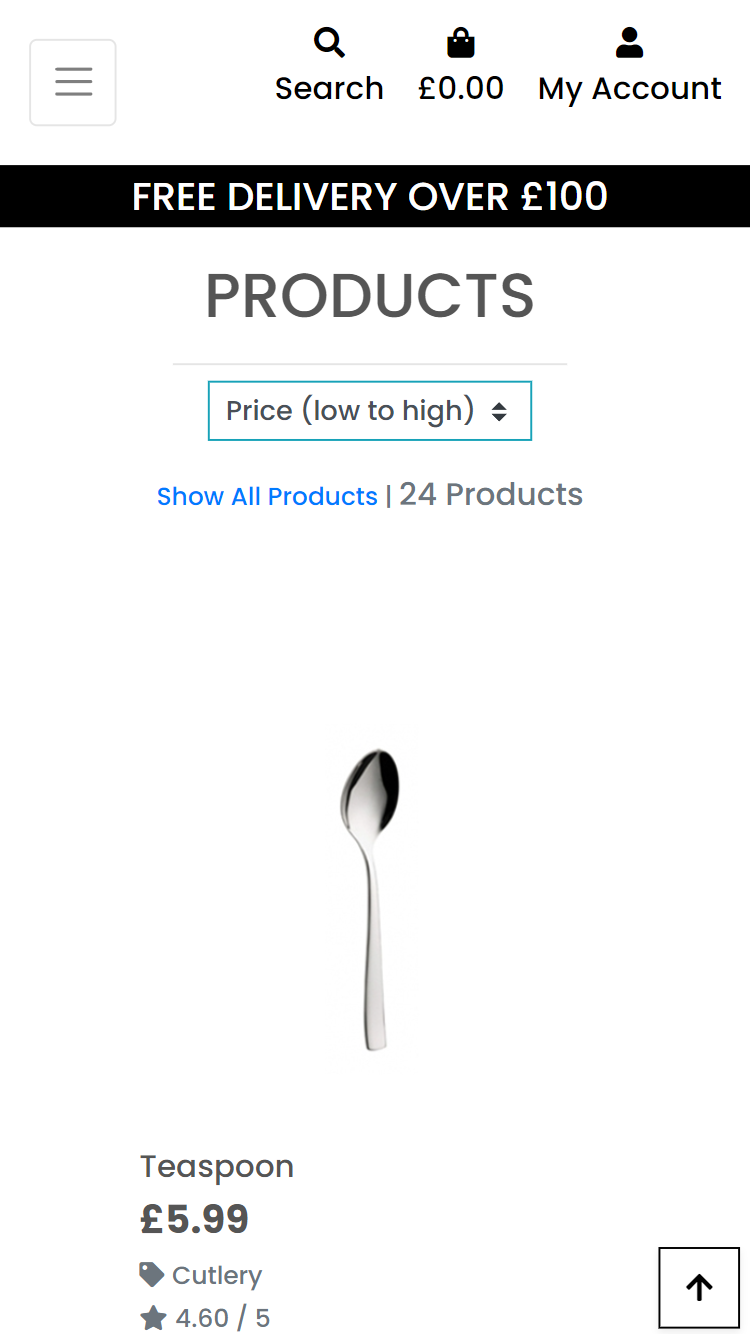 Search £0.00 My Account
FREE DELIVERY OVER £100
PRODUCTS
Price (low to high)
Show All Products | 24 Products
Teaspoon
£5.99
Cutlery
4.60 / 5